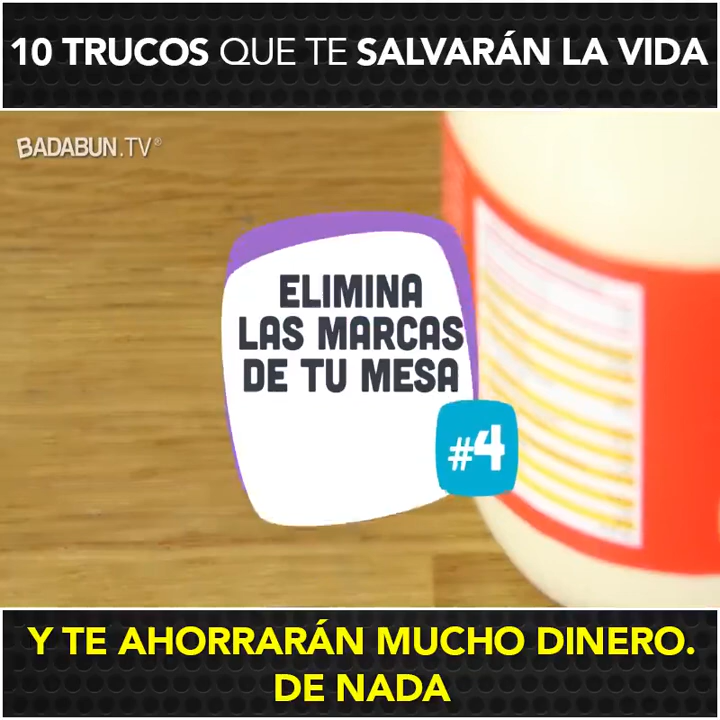 10 TRUCOS QUE TE SALVARÁN LA VIDA
BADABUN.TV®
ELIMINA
LAS MARCAS
DE TU MESA
#4
Y TE AHORRARÁN MUCHO DINERO.
DE NADA